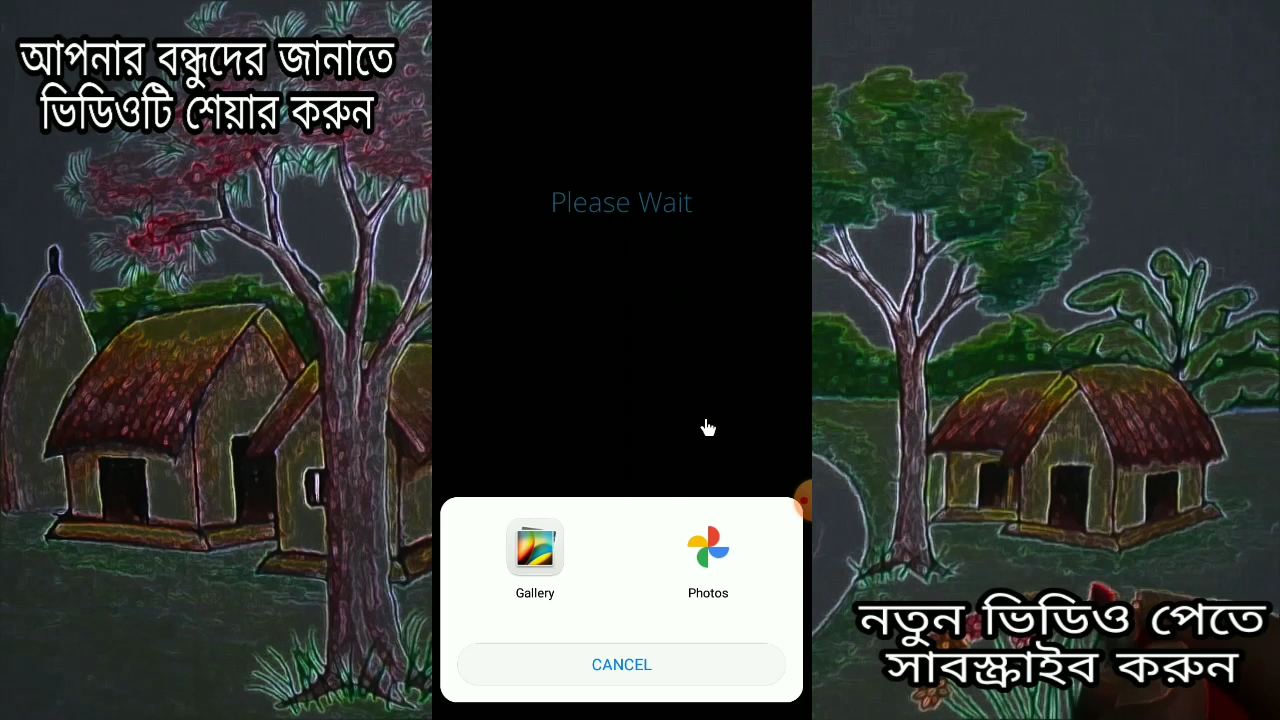 আপনার বন্ধুদের জানাতে
ভিডিওটি শেয়ার করুন
Please Wait
Gallery
Photos
CANCEL
নতুন ভিডিও পেতে
সাবস্ক্রাইব করুন